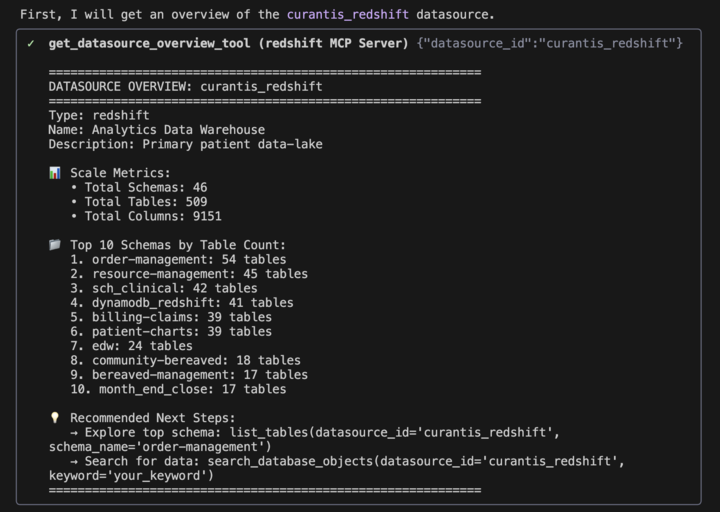 First, I will get an overview of the curantis_redshift datasource.
✓ get_datasource_overview_tool (redshift MCP Server) {"datasource_id":"curantis_redshift"}
============================================================
DATASOURCE OVERVIEW: curantis_redshift
============================================================
Type: redshift
Name: Analytics Data Warehouse
Description: Primary patient data-lake
📊 Scale Metrics:
• Total Schemas: 46
• Total Tables: 509
• Total Columns: 9151
📁 Top 10 Schemas by Table Count:
1. order-management: 54 tables
2. resource-management: 45 tables
3. sch_clinical: 42 tables
4. dynamodb_redshift: 41 tables
5. billing-claims: 39 tables
6. patient-charts: 39 tables
7. edw: 24 tables
8. community-bereaved: 18 tables
9. bereaved-management: 17 tables
10. month_end_close: 17 tables
💡 Recommended Next Steps:
→ Explore top schema: list_tables(datasource_id='curantis_redshift',
schema_name='order-management')
→ Search for data: search_database_objects(datasource_id='curantis_redshift',
keyword='your_keyword')
============================================================